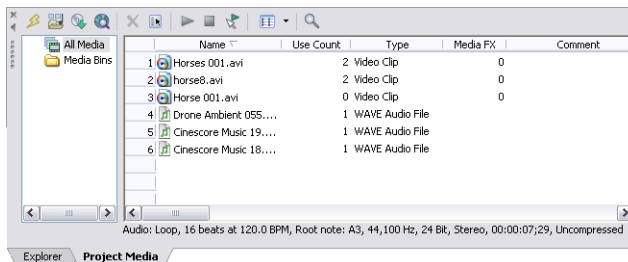 All Media
Media Bins
Name Use Count Type Media FX Comment
1 Horses 001.avi 2 Video Clip 0
2 horse8.avi 2 Video Clip 0
3 Horse 001.avi 0 Video Clip 0
4 Drone Ambient 055.... 1 WAVE Audio File
5 Cinescore Music 19.... 1 WAVE Audio File
6 Cinescore Music 18.... 1 WAVE Audio File
Audio: Loop, 16 beats at 120.0 BPM, Root note: A3, 44,100 Hz, 24 Bit, Stereo, 00:00:07;29, Uncompressed
Explorer Project Media